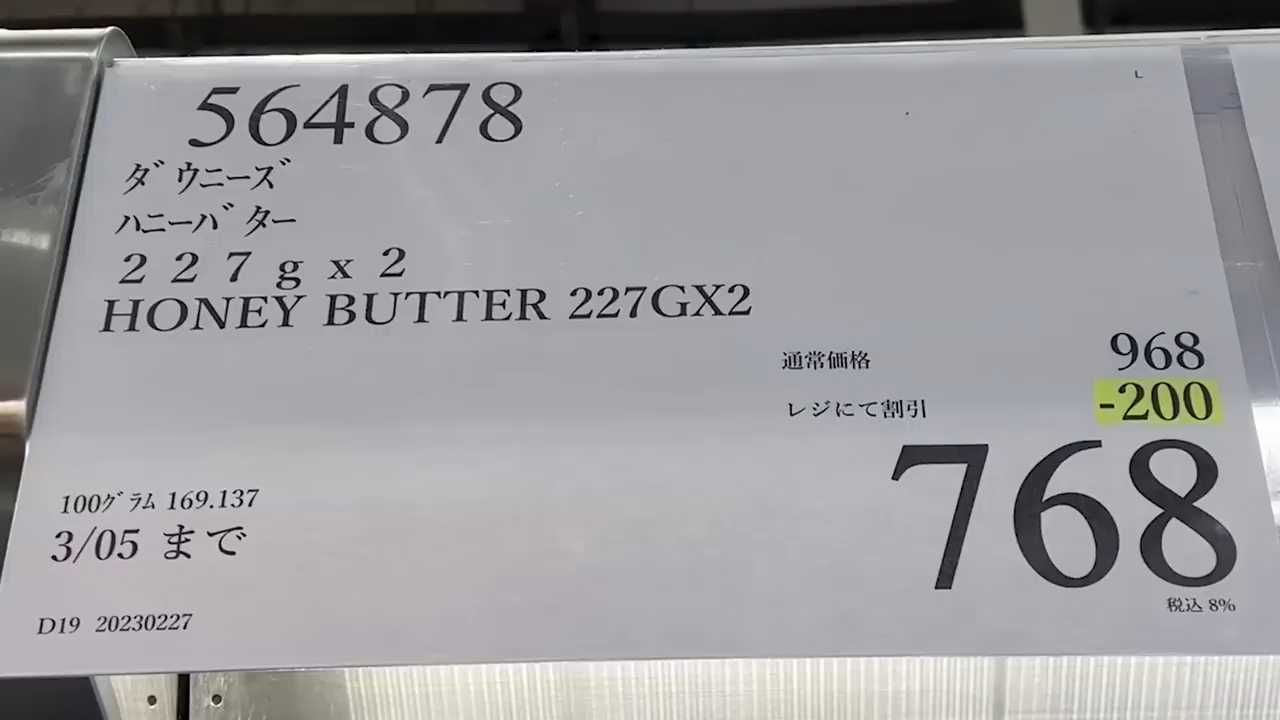 L
564878
ダウニーズ
ハニーバター
２２７ｇｘ２
HONEY BUTTER 227GX2
通常価格 968
レジにて割引 -200
768
税込 8%
100グラム 169.137
3/05 まで
D19 20230227